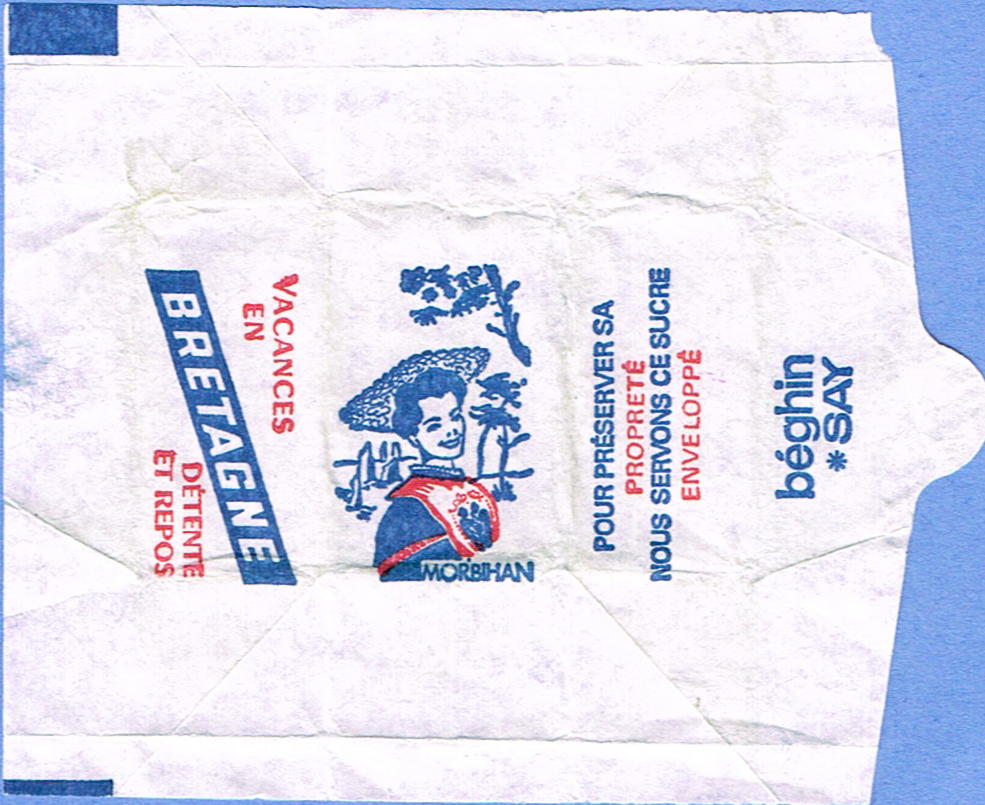 VACANCES
EN
BRETAGNE
DÉTENTE
ET REPOS
MORBIHAN
POUR PRÉSERVER SA
PROPRETÉ
NOUS SERVONS CE SUCRE
ENVELOPPÉ
béghin
* SAY